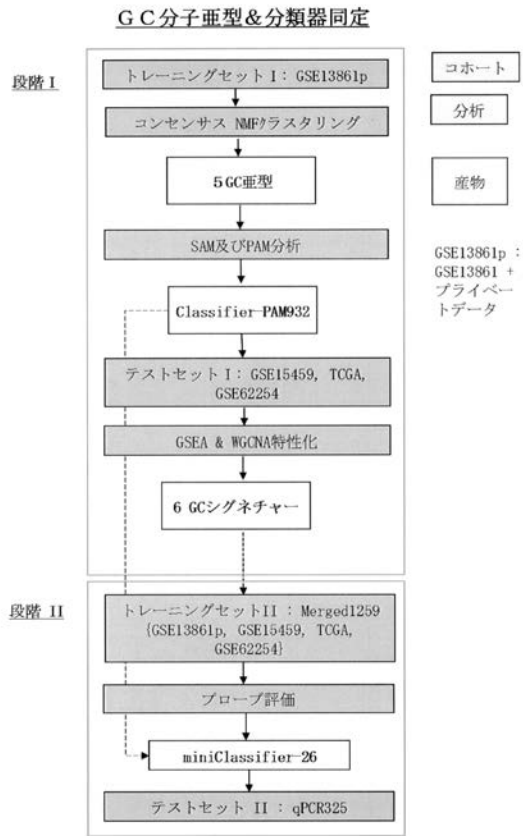 GC分子亜型&分類器同定
段階 I
トレーニングセット I: GSE13861p
コンセンサス NMFクラスタリング
5GC亜型
SAM及びPAM分析
Classifier-PAM932
テストセット I: GSE15459, TCGA,
GSE62254
GSEA & WGCNA特性化
6 GCシグネチャー
コホート
分析
産物
GSE13861p :
GSE13861 +
プライベー
トデータ
段階 II
トレーニングセットII : Merged1259
{GSE13861p, GSE15459, TCGA,
GSE62254}
プローブ評価
miniClassifier-26
テストセット II : qPCR325